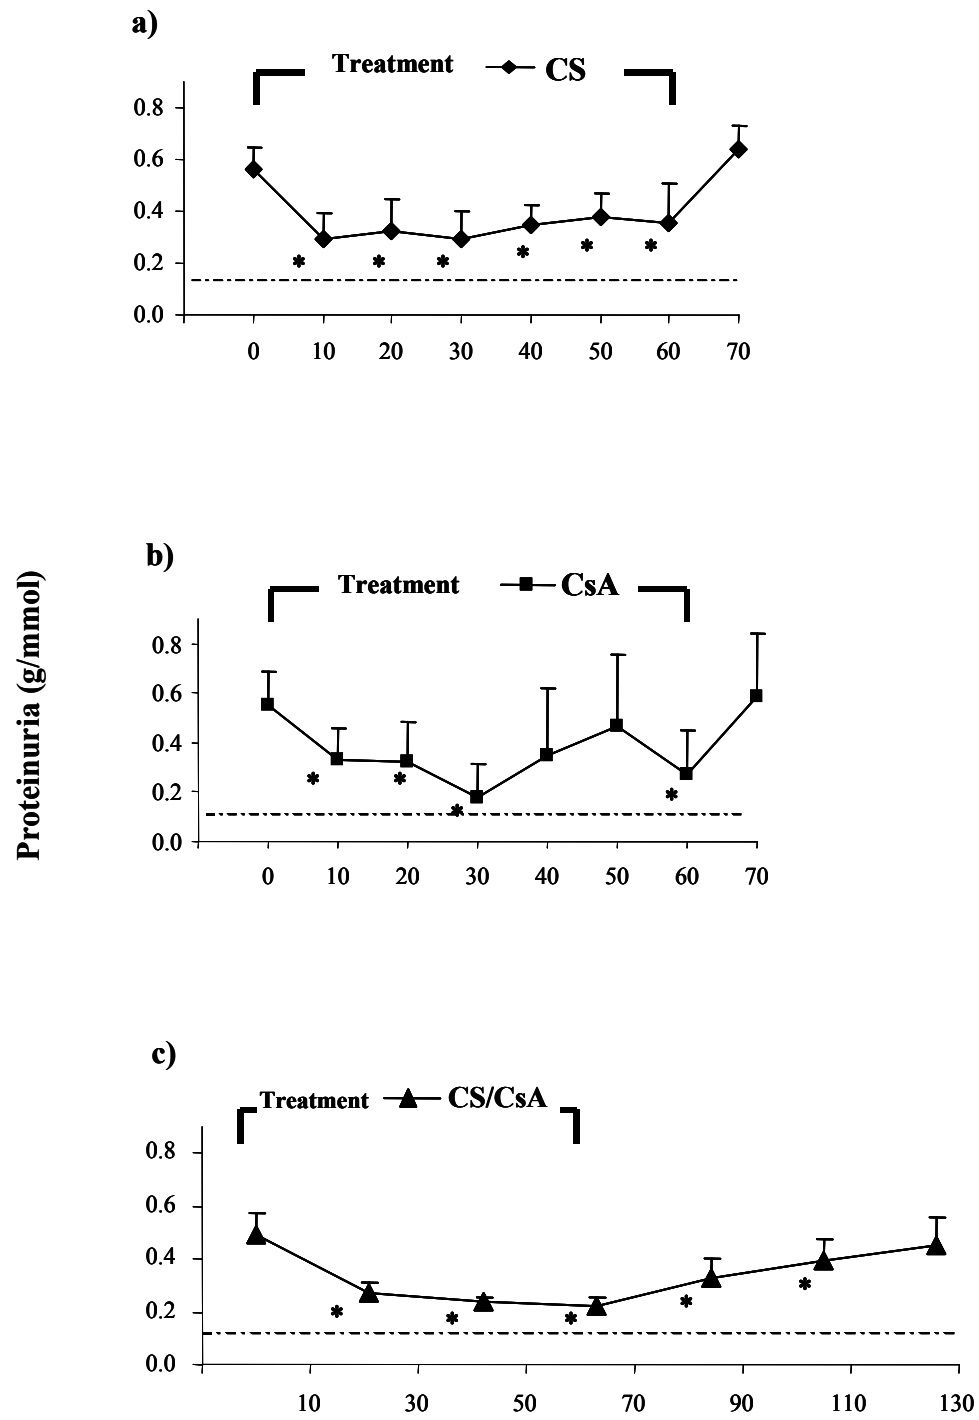 a)
Treatment CS
0.8
0.6
0.4
0.2
0.0
* * * * * *
0 10 20 30 40 50 60 70
Proteinuria (g/mmol)
b)
Treatment CsA
0.8
0.6
0.4
0.2
0.0
* * * *
0 10 20 30 40 50 60 70
c)
Treatment CS/CsA
0.8
0.6
0.4
0.2
0.0
* * * * *
10 30 50 70 90 110 130